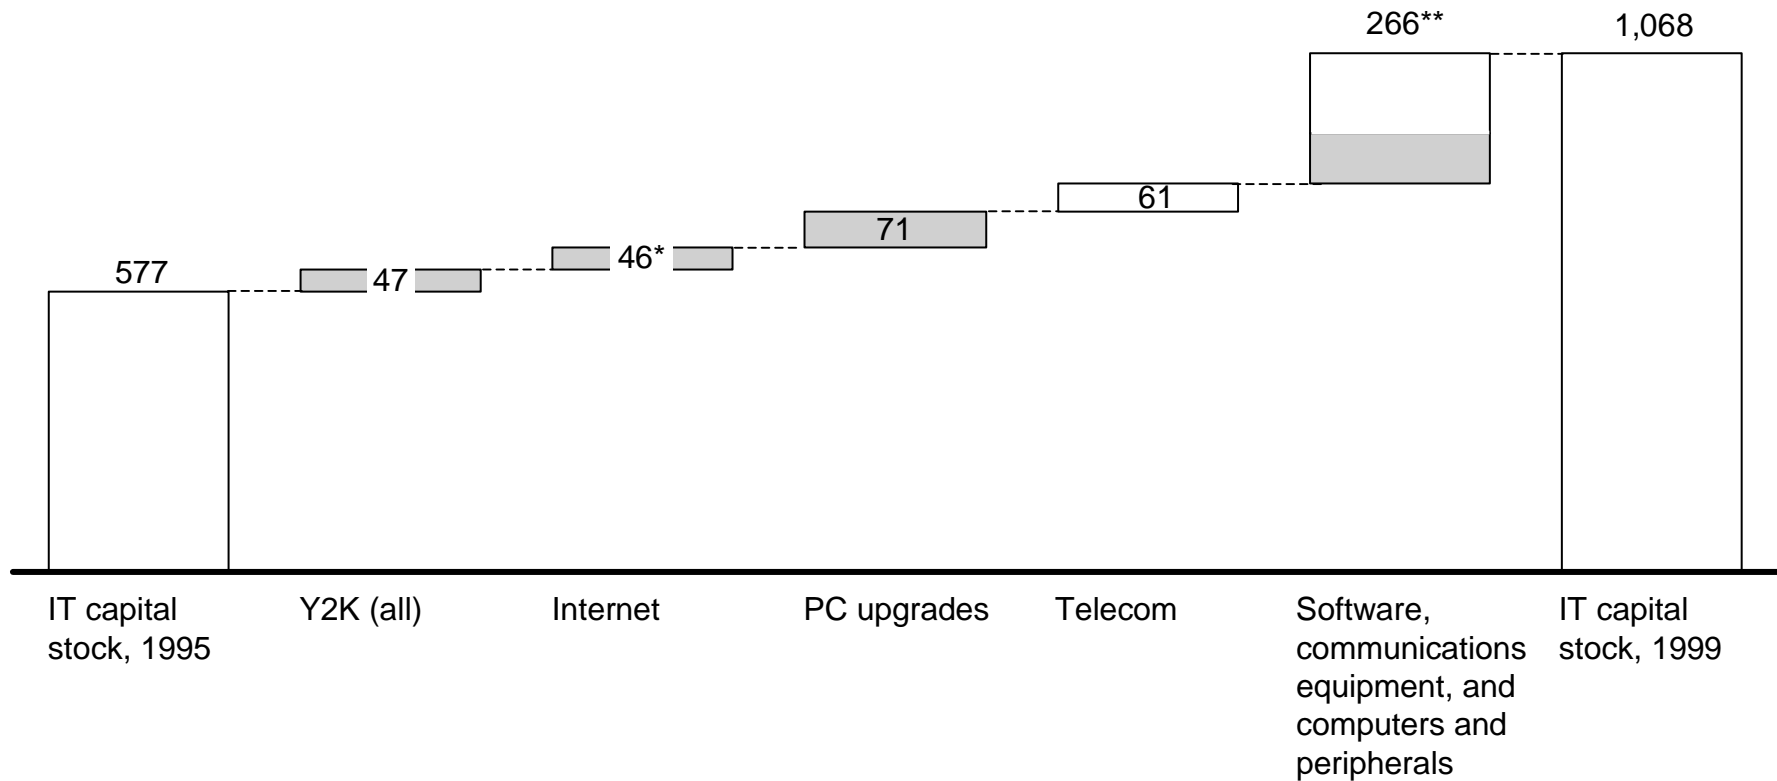 266**
1,068
61
71
46*
577
47
IT capital
stock, 1995
Y2K (all)
Internet
PC upgrades
Telecom
Software,
communications
equipment, and
computers and
peripherals
IT capital
stock, 1999